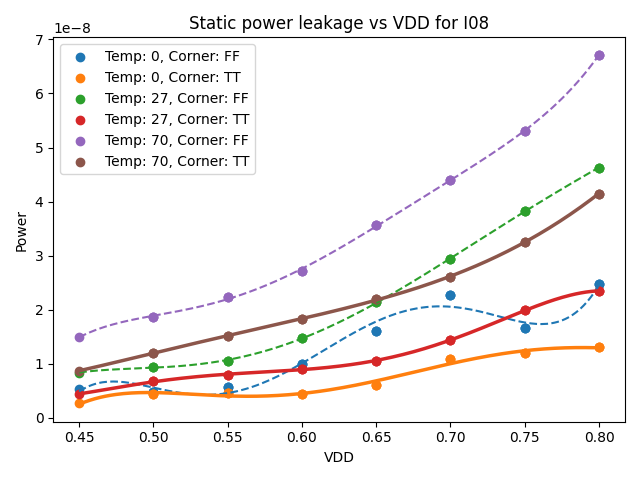 Static power leakage vs VDD for I08
1e−8
7
6
5
4
3
2
1
0
Power
Temp: 0, Corner: FF
Temp: 0, Corner: TT
Temp: 27, Corner: FF
Temp: 27, Corner: TT
Temp: 70, Corner: FF
Temp: 70, Corner: TT
0.45 0.50 0.55 0.60 0.65 0.70 0.75 0.80
VDD